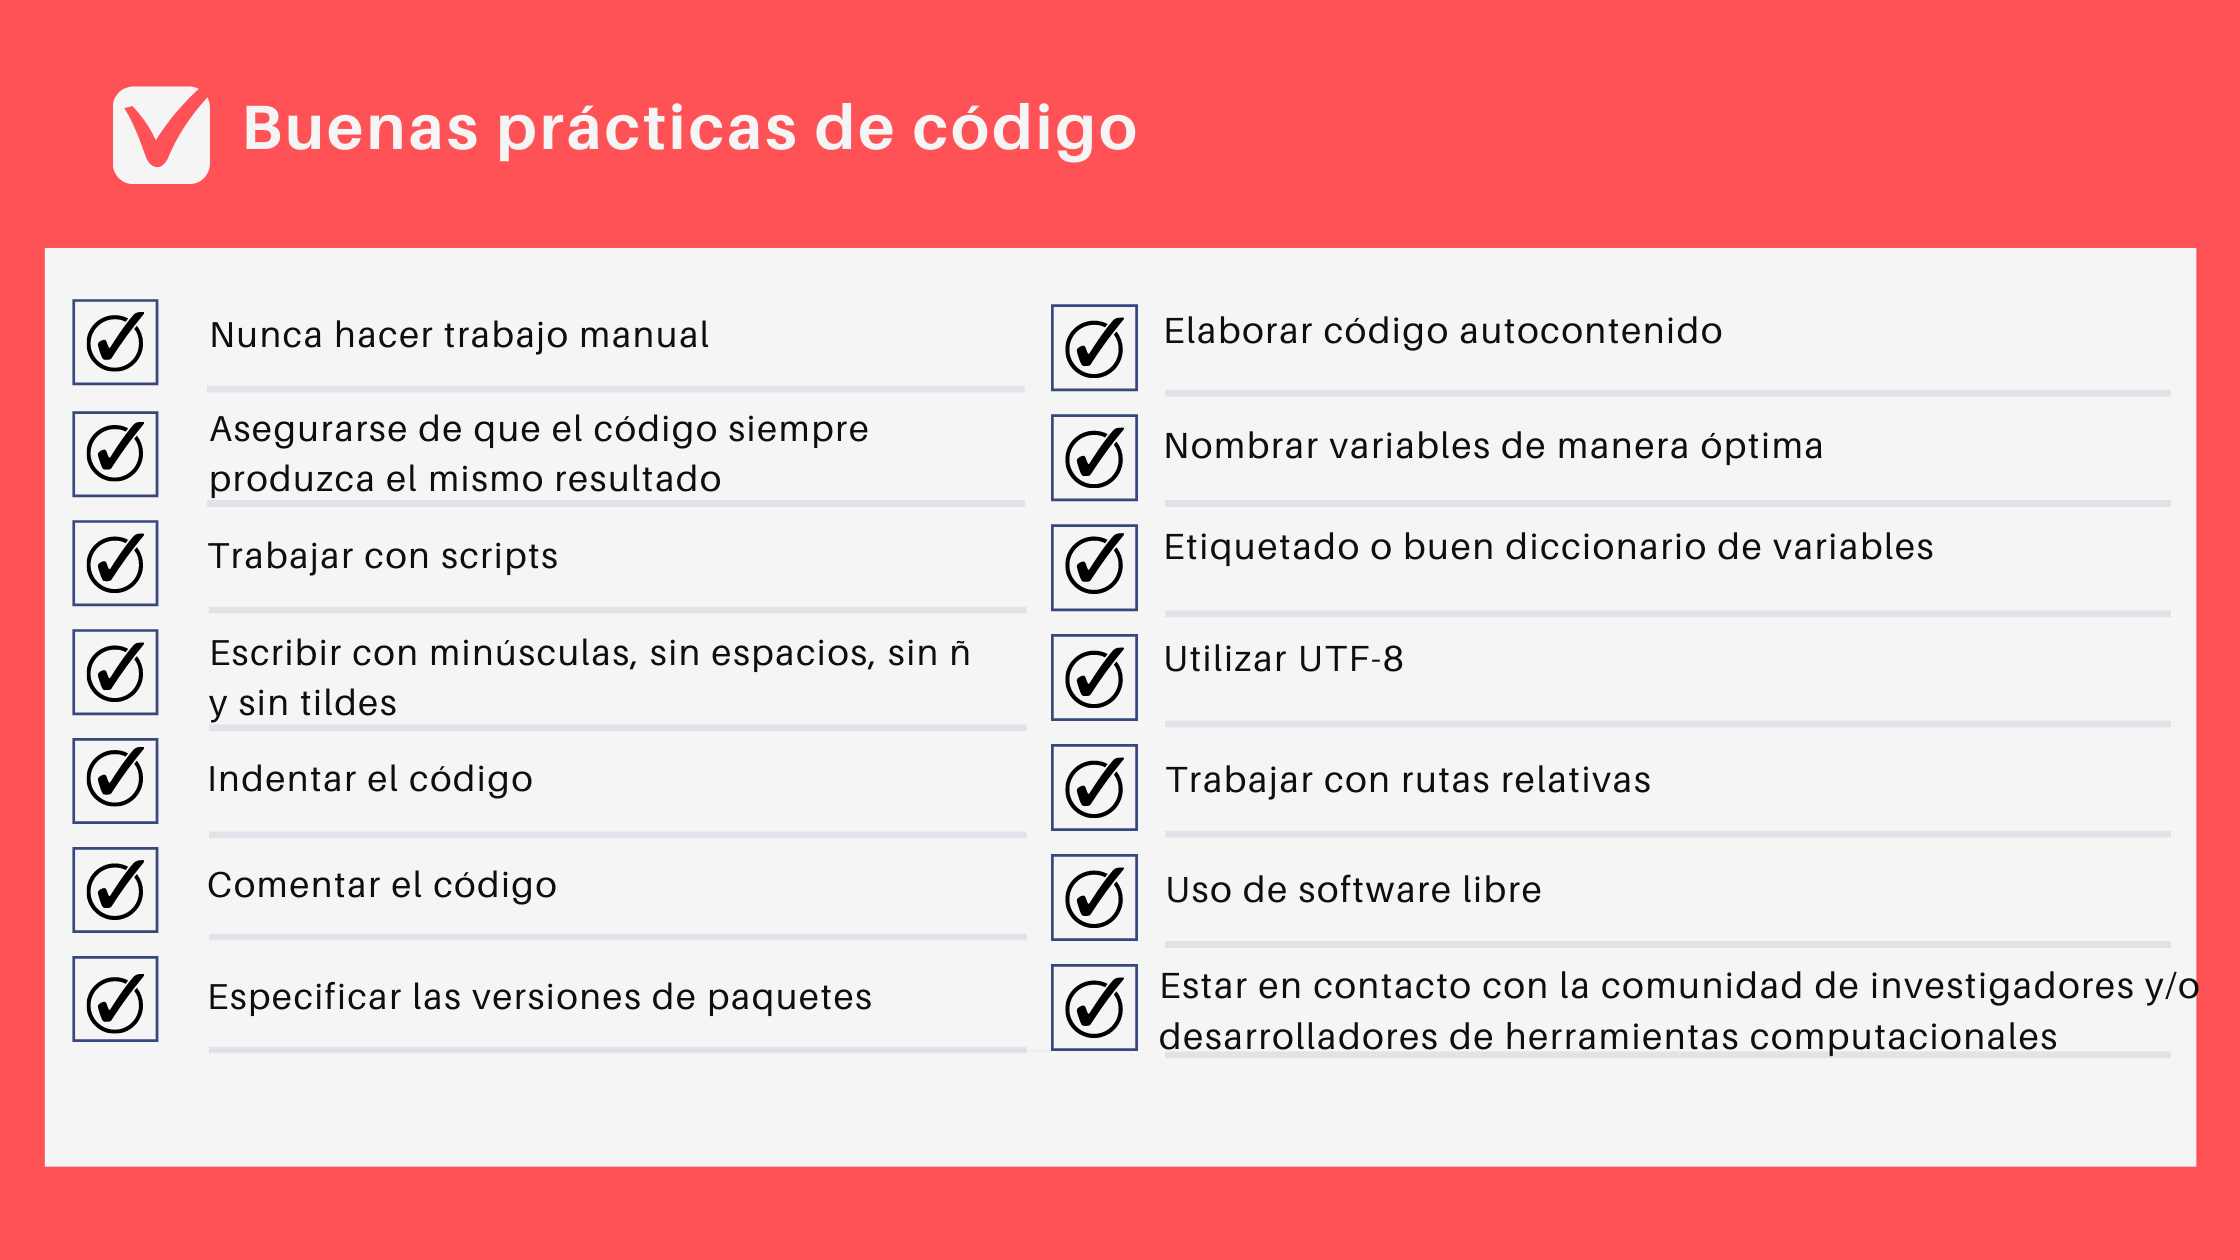 Buenas prácticas de código
Nunca hacer trabajo manual
Asegurarse de que el código siempre
produzca el mismo resultado
Trabajar con scripts
Escribir con minúsculas, sin espacios, sin ñ
y sin tildes
Indentar el código
Comentar el código
Especificar las versiones de paquetes
Elaborar código autocontenido
Nombrar variables de manera óptima
Etiquetado o buen diccionario de variables
Utilizar UTF-8
Trabajar con rutas relativas
Uso de software libre
Estar en contacto con la comunidad de investigadores y/o
desarrolladores de herramientas computacionales